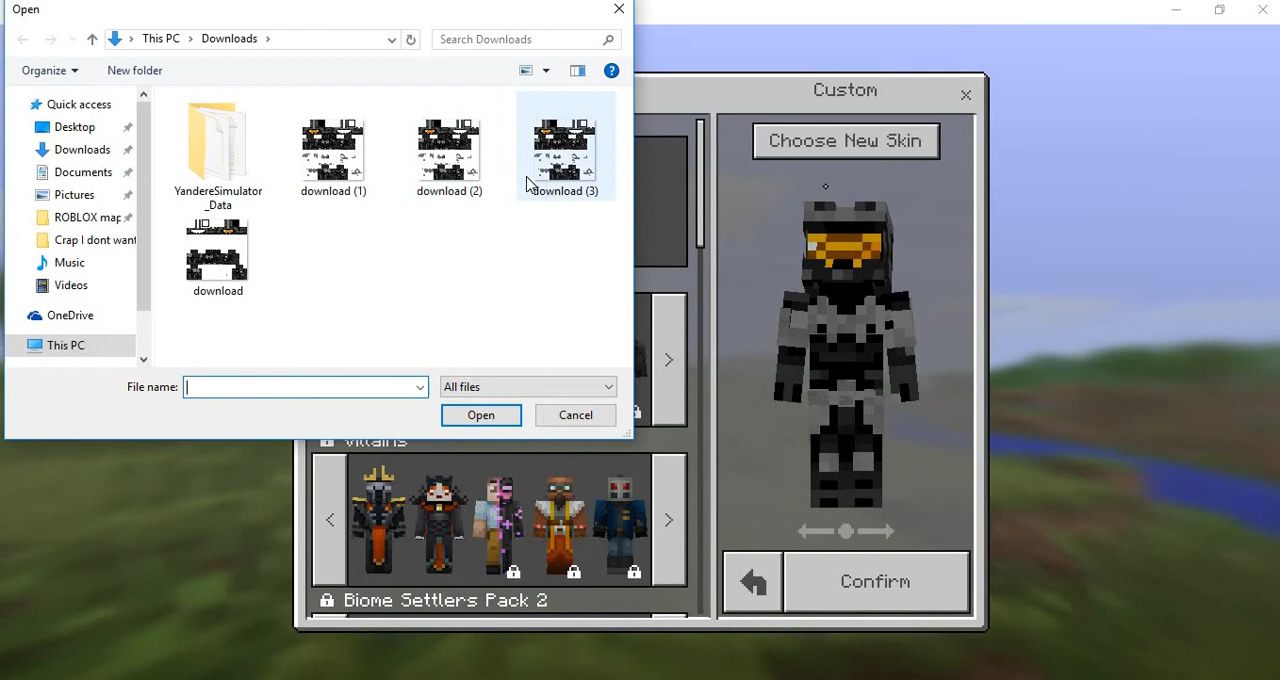 Open
This PC > Downloads >
Search Downloads
Organize
New folder
Quick access
Desktop
Downloads
Documents
Pictures
ROBLOX map
Crap I dont want
Music
Videos
OneDrive
This PC
YandereSimulator
_Data
download (1)
download (2)
download (3)
download
File name:
All files
Open
Cancel
Custom
Choose New Skin
Villains
Biome Settlers Pack 2
Confirm